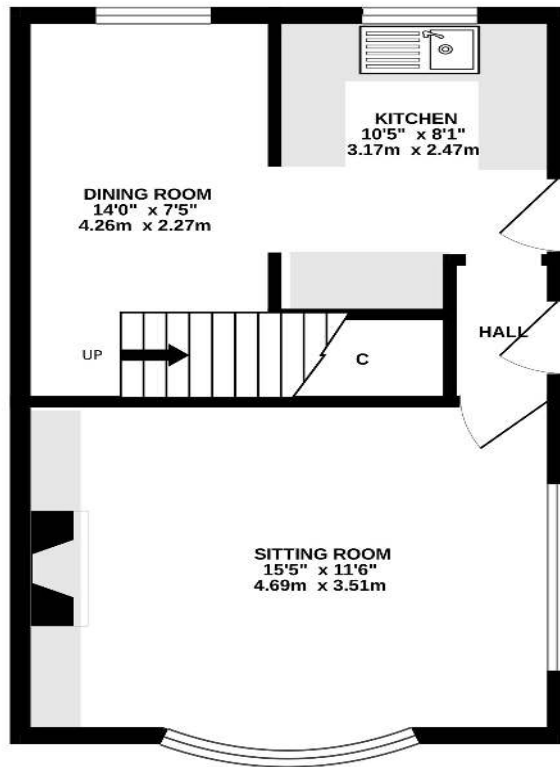 KITCHEN
10'5" x 8'1"
3.17m x 2.47m
DINING ROOM
14'0" x 7'5"
4.26m x 2.27m
HALL
UP
C
SITTING ROOM
15'5" x 11'6"
4.69m x 3.51m